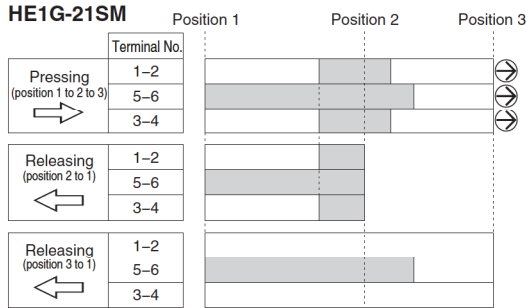 HE1G-21SM
Position 1
Position 2
Position 3
Terminal No.
Pressing
(position 1 to 2 to 3)
1–2
5–6
3–4
Releasing
(position 2 to 1)
1–2
5–6
3–4
Releasing
(position 3 to 1)
1–2
5–6
3–4